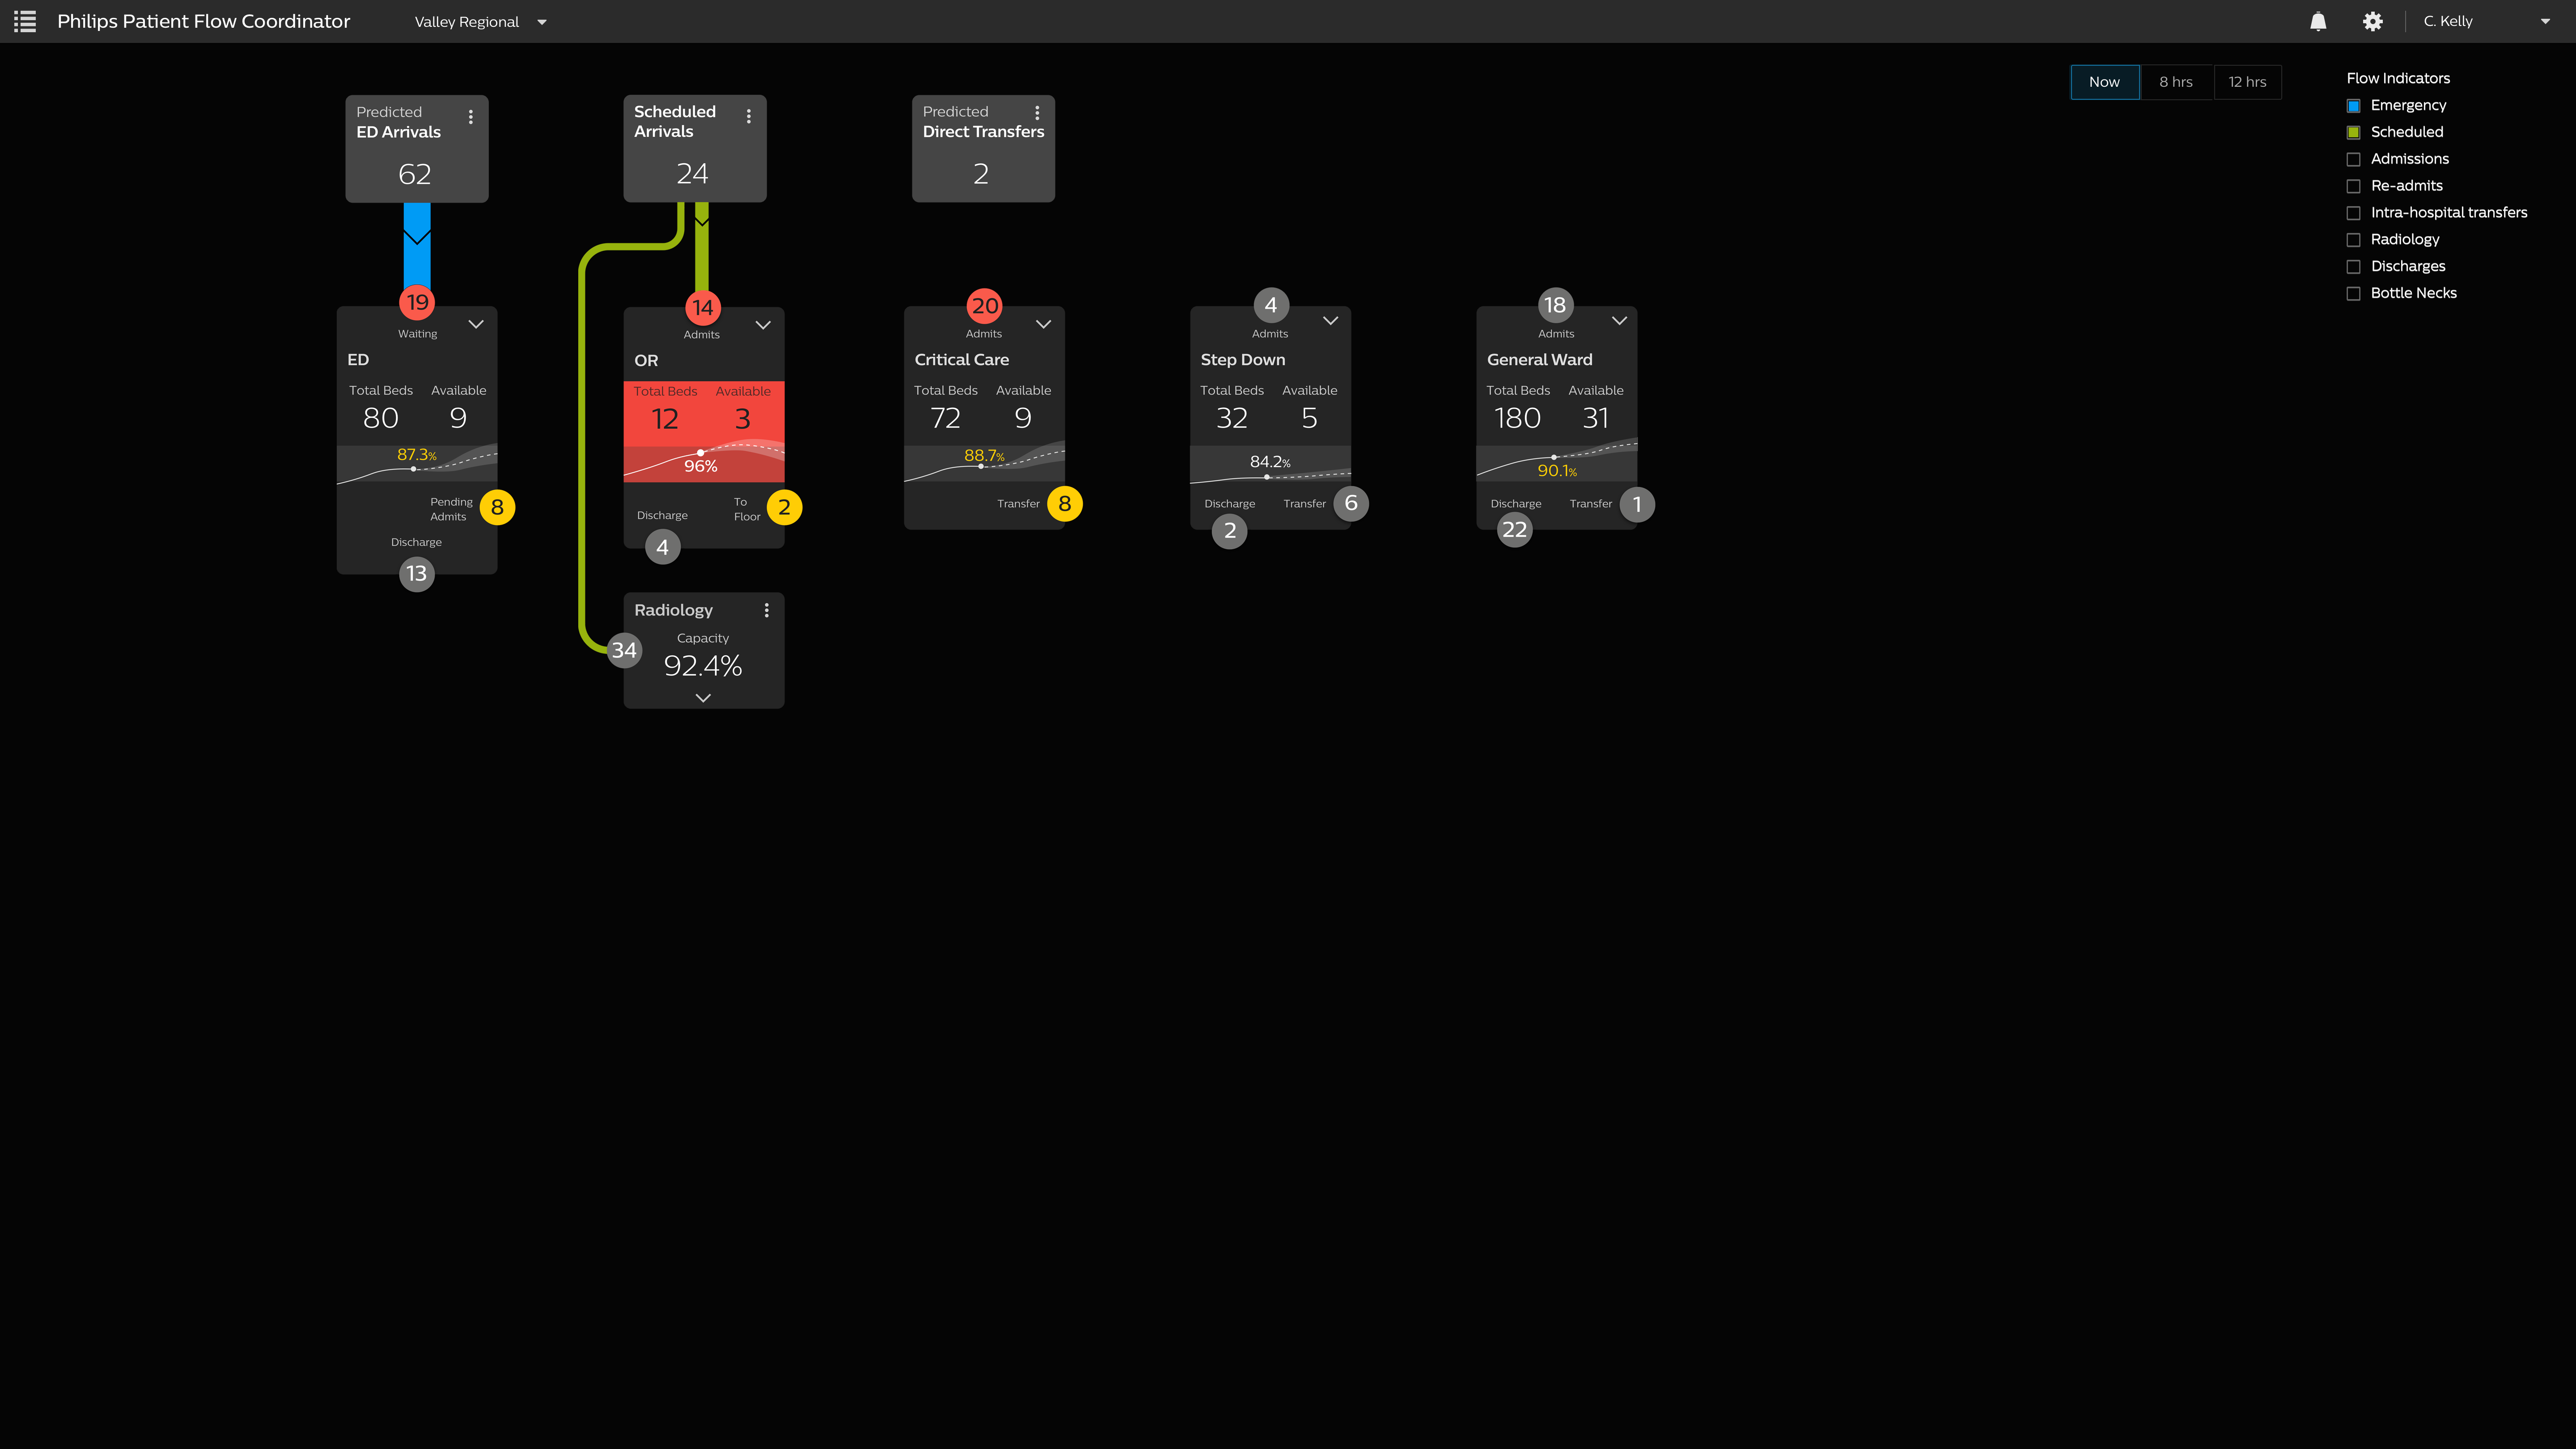 Philips Patient Flow Coordinator
Valley Regional
C. Kelly
Now
8 hrs
12 hrs
Flow Indicators
Emergency
Scheduled
Admissions
Re-admits
Intra-hospital transfers
Radiology
Discharges
Bottle Necks
Predicted
ED Arrivals
62
Scheduled
Arrivals
24
Predicted
Direct Transfers
2
19
Waiting
ED
Total Beds Available
80 9
87.3%
Pending
Admits
8
Discharge
13
14
Admits
OR
Total Beds Available
12 3
96%
To
Floor
2
Discharge
4
Radiology
Capacity
34
92.4%
20
Admits
Critical Care
Total Beds Available
72 9
88.7%
Transfer 8
4
Admits
Step Down
Total Beds Available
32 5
84.2%
Discharge Transfer 6
2
18
Admits
General Ward
Total Beds Available
180 31
90.1%
Discharge Transfer 1
22